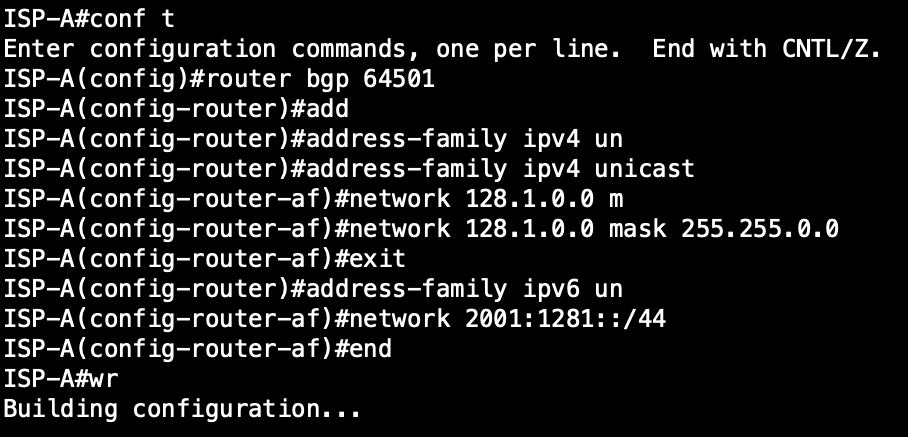 ISP-A#conf t
Enter configuration commands, one per line.  End with CNTL/Z.
ISP-A(config)#router bgp 64501
ISP-A(config-router)#add
ISP-A(config-router)#address-family ipv4 un
ISP-A(config-router)#address-family ipv4 unicast
ISP-A(config-router-af)#network 128.1.0.0 m
ISP-A(config-router-af)#network 128.1.0.0 mask 255.255.0.0
ISP-A(config-router-af)#exit
ISP-A(config-router)#address-family ipv6 un
ISP-A(config-router-af)#network 2001:1281::/44
ISP-A(config-router-af)#end
ISP-A#wr
Building configuration...